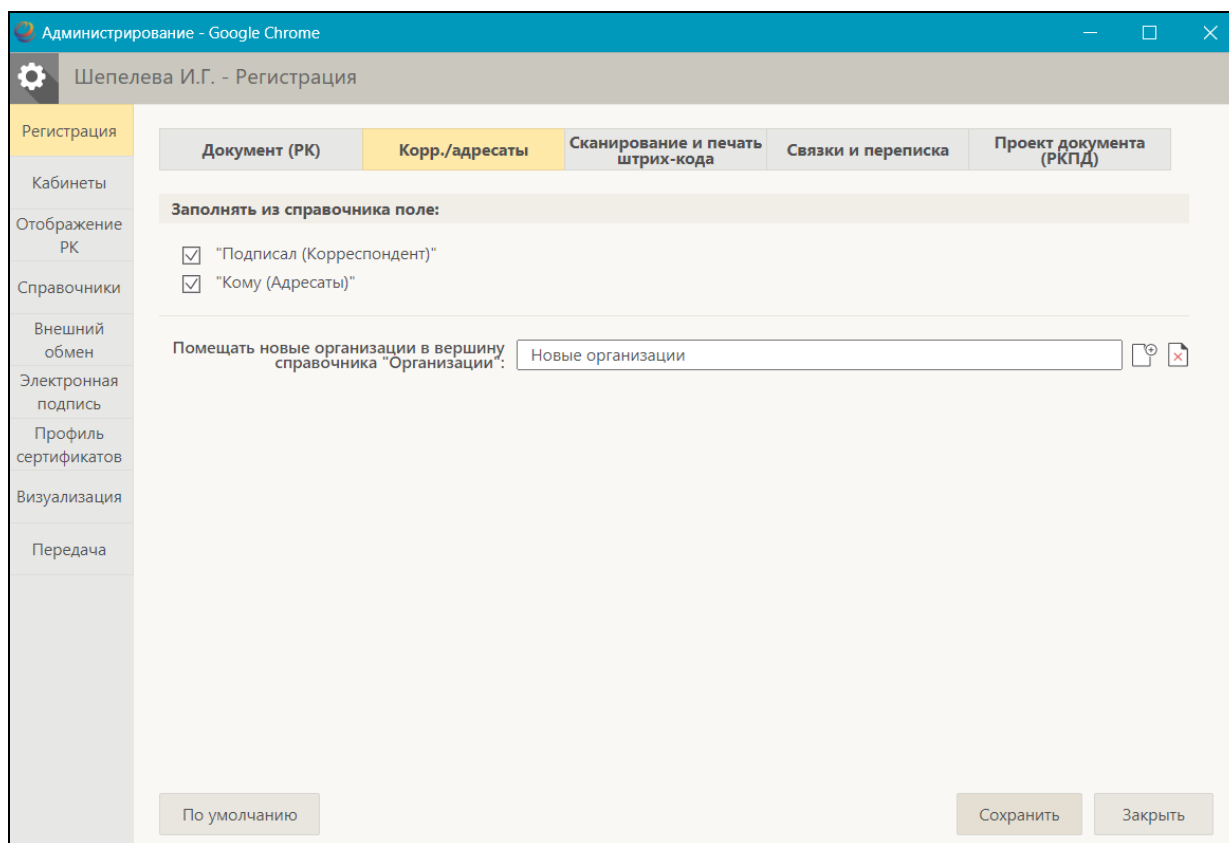 Администрирование - Google Chrome
Шепелева И.Г. - Регистрация
Регистрация
Кабинеты
Отображение
РК
Справочники
Внешний
обмен
Электронная
подпись
Профиль
сертификатов
Визуализация
Передача
Документ (РК)
Корр./адресаты
Сканирование и печать
штрих-кода
Связки и переписка
Проект документа
(РКПД)
Заполнять из справочника поле:
"Подписал (Корреспондент)"
"Кому (Адресаты)"
Помещать новые организации в вершину
справочника "Организации":
Новые организации
По умолчанию
Сохранить
Закрыть